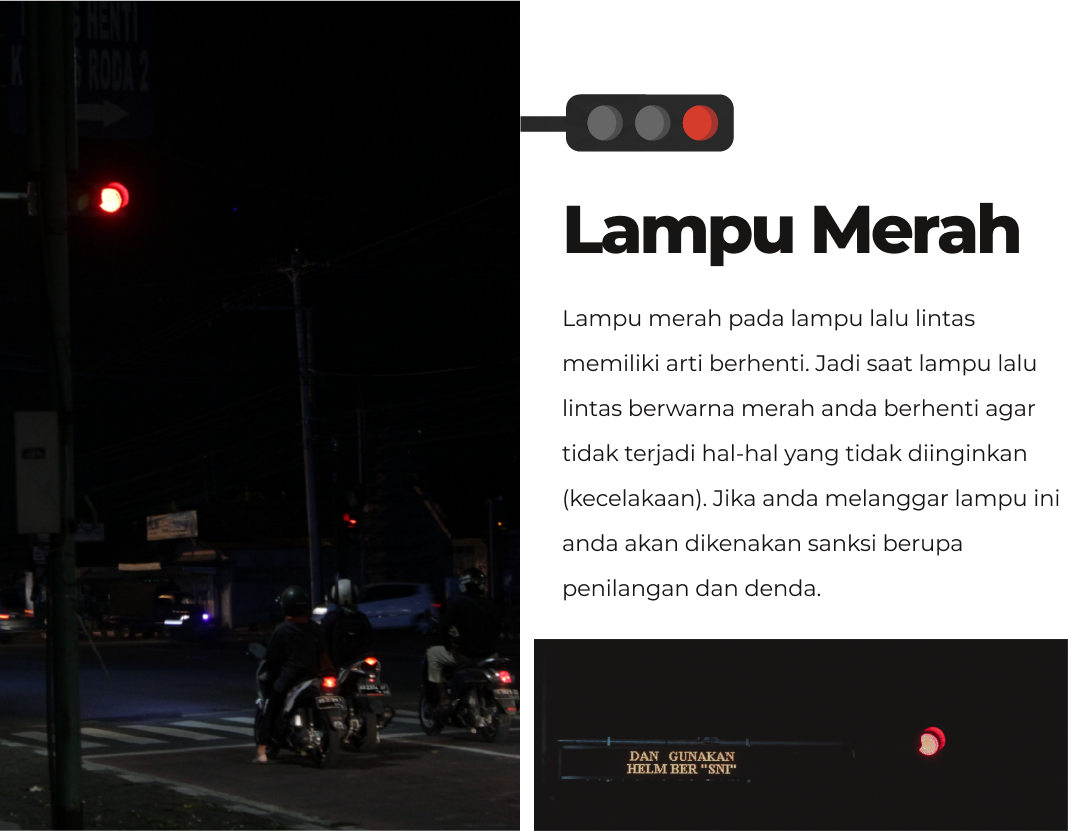 HENTI
RODA 2
Lampu Merah
Lampu merah pada lampu lalu lintas
memiliki arti berhenti. Jadi saat lampu lalu
lintas berwarna merah anda berhenti agar
tidak terjadi hal-hal yang tidak diinginkan
(kecelakaan). Jika anda melanggar lampu ini
anda akan dikenakan sanksi berupa
penilangan dan denda.
DAN GUNAKAN
HELM BER "SNI"